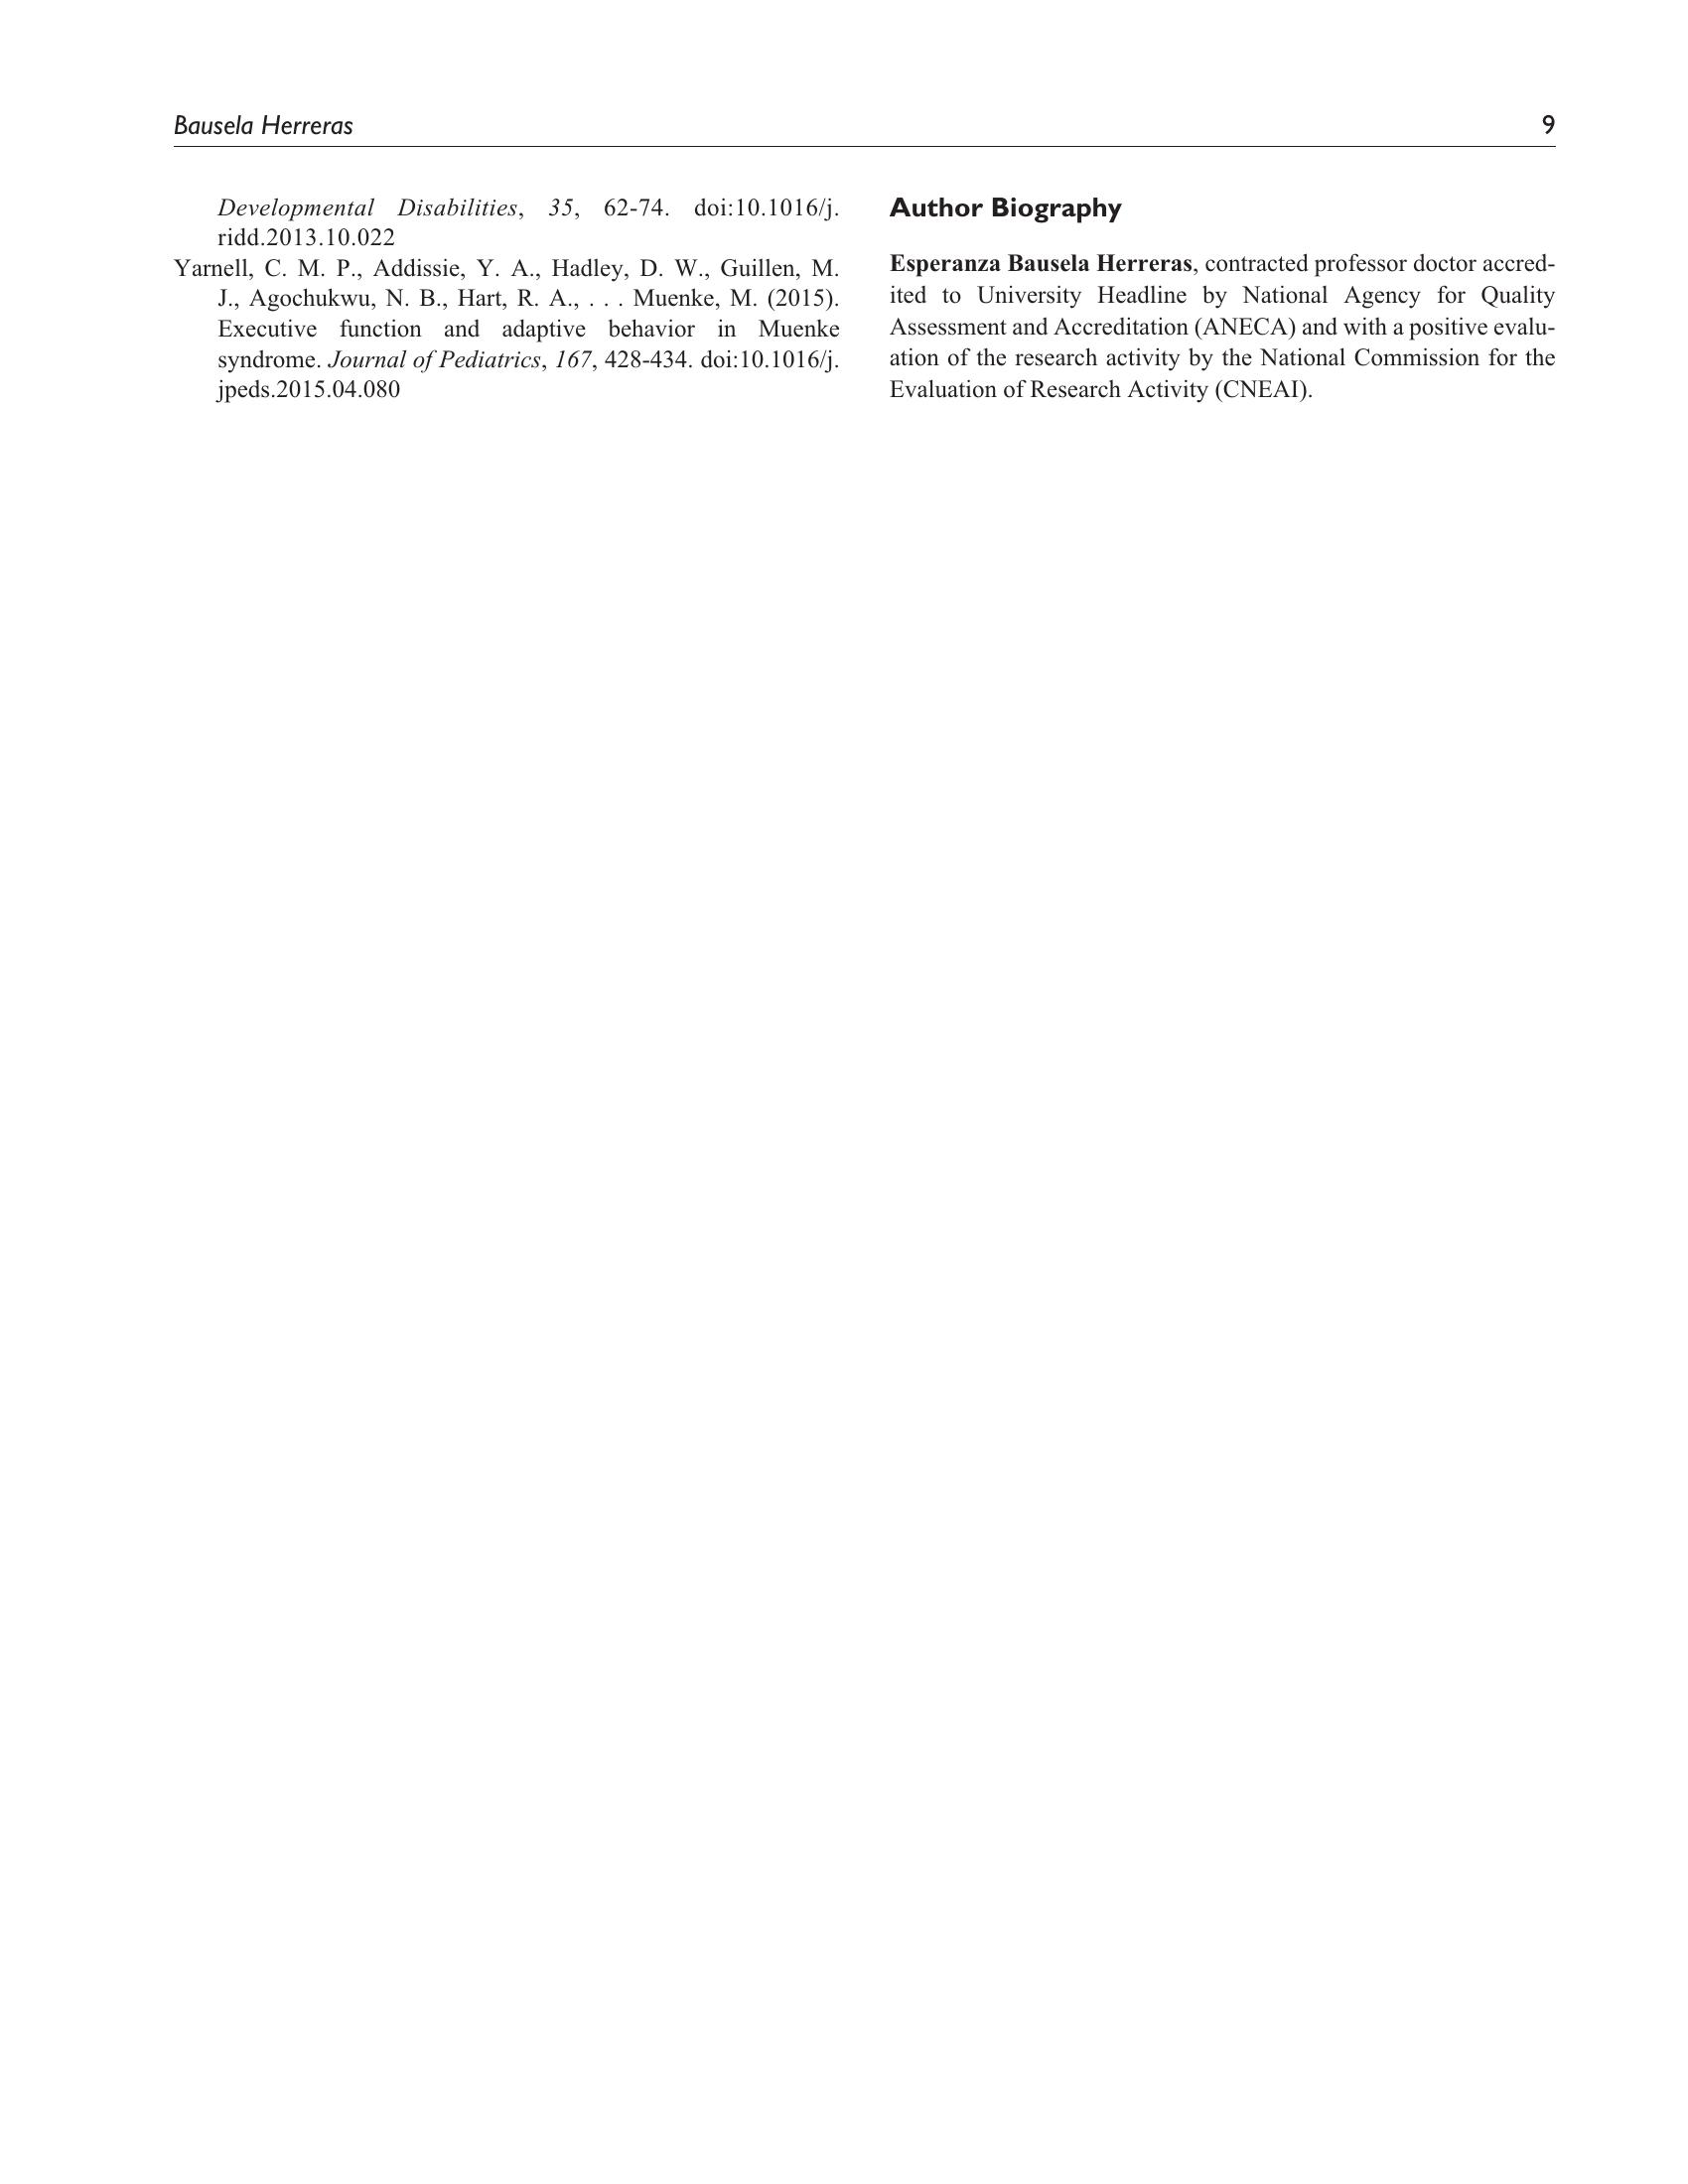 Bausela Herreras 9
Developmental Disabilities, 35, 62-74. doi:10.1016/j.
ridd.2013.10.022
Yarnell, C. M. P., Addissie, Y. A., Hadley, D. W., Guillen, M.
J., Agochukwu, N. B., Hart, R. A., . . . Muenke, M. (2015).
Executive function and adaptive behavior in Muenke
syndrome. Journal of Pediatrics, 167, 428-434. doi:10.1016/j.
jpeds.2015.04.080
Author Biography
Esperanza Bausela Herreras, contracted professor doctor accred-
ited to University Headline by National Agency for Quality
Assessment and Accreditation (ANECA) and with a positive evalu-
ation of the research activity by the National Commission for the
Evaluation of Research Activity (CNEAI).